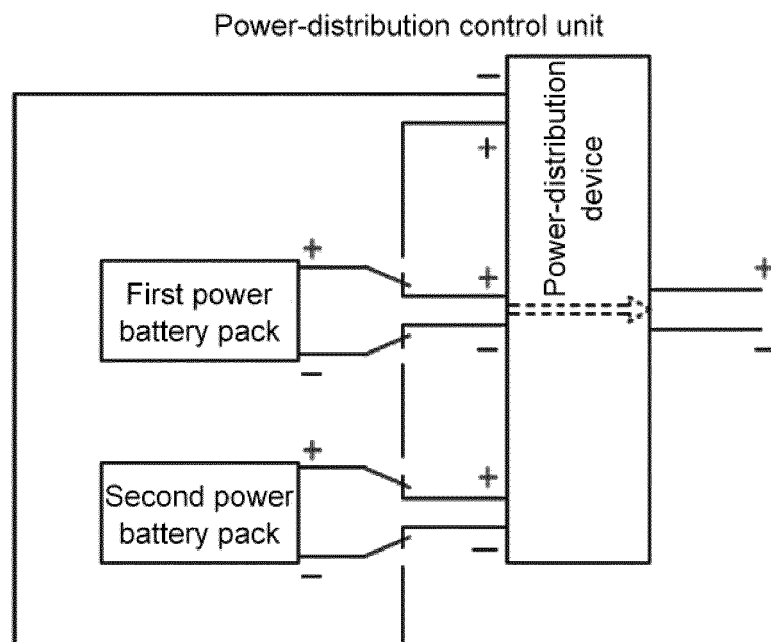 Power-distribution control unit
−
+
Power-distribution
device
+
First power
battery pack
−
+
−
+
−
+
Second power
battery pack
−
+
−